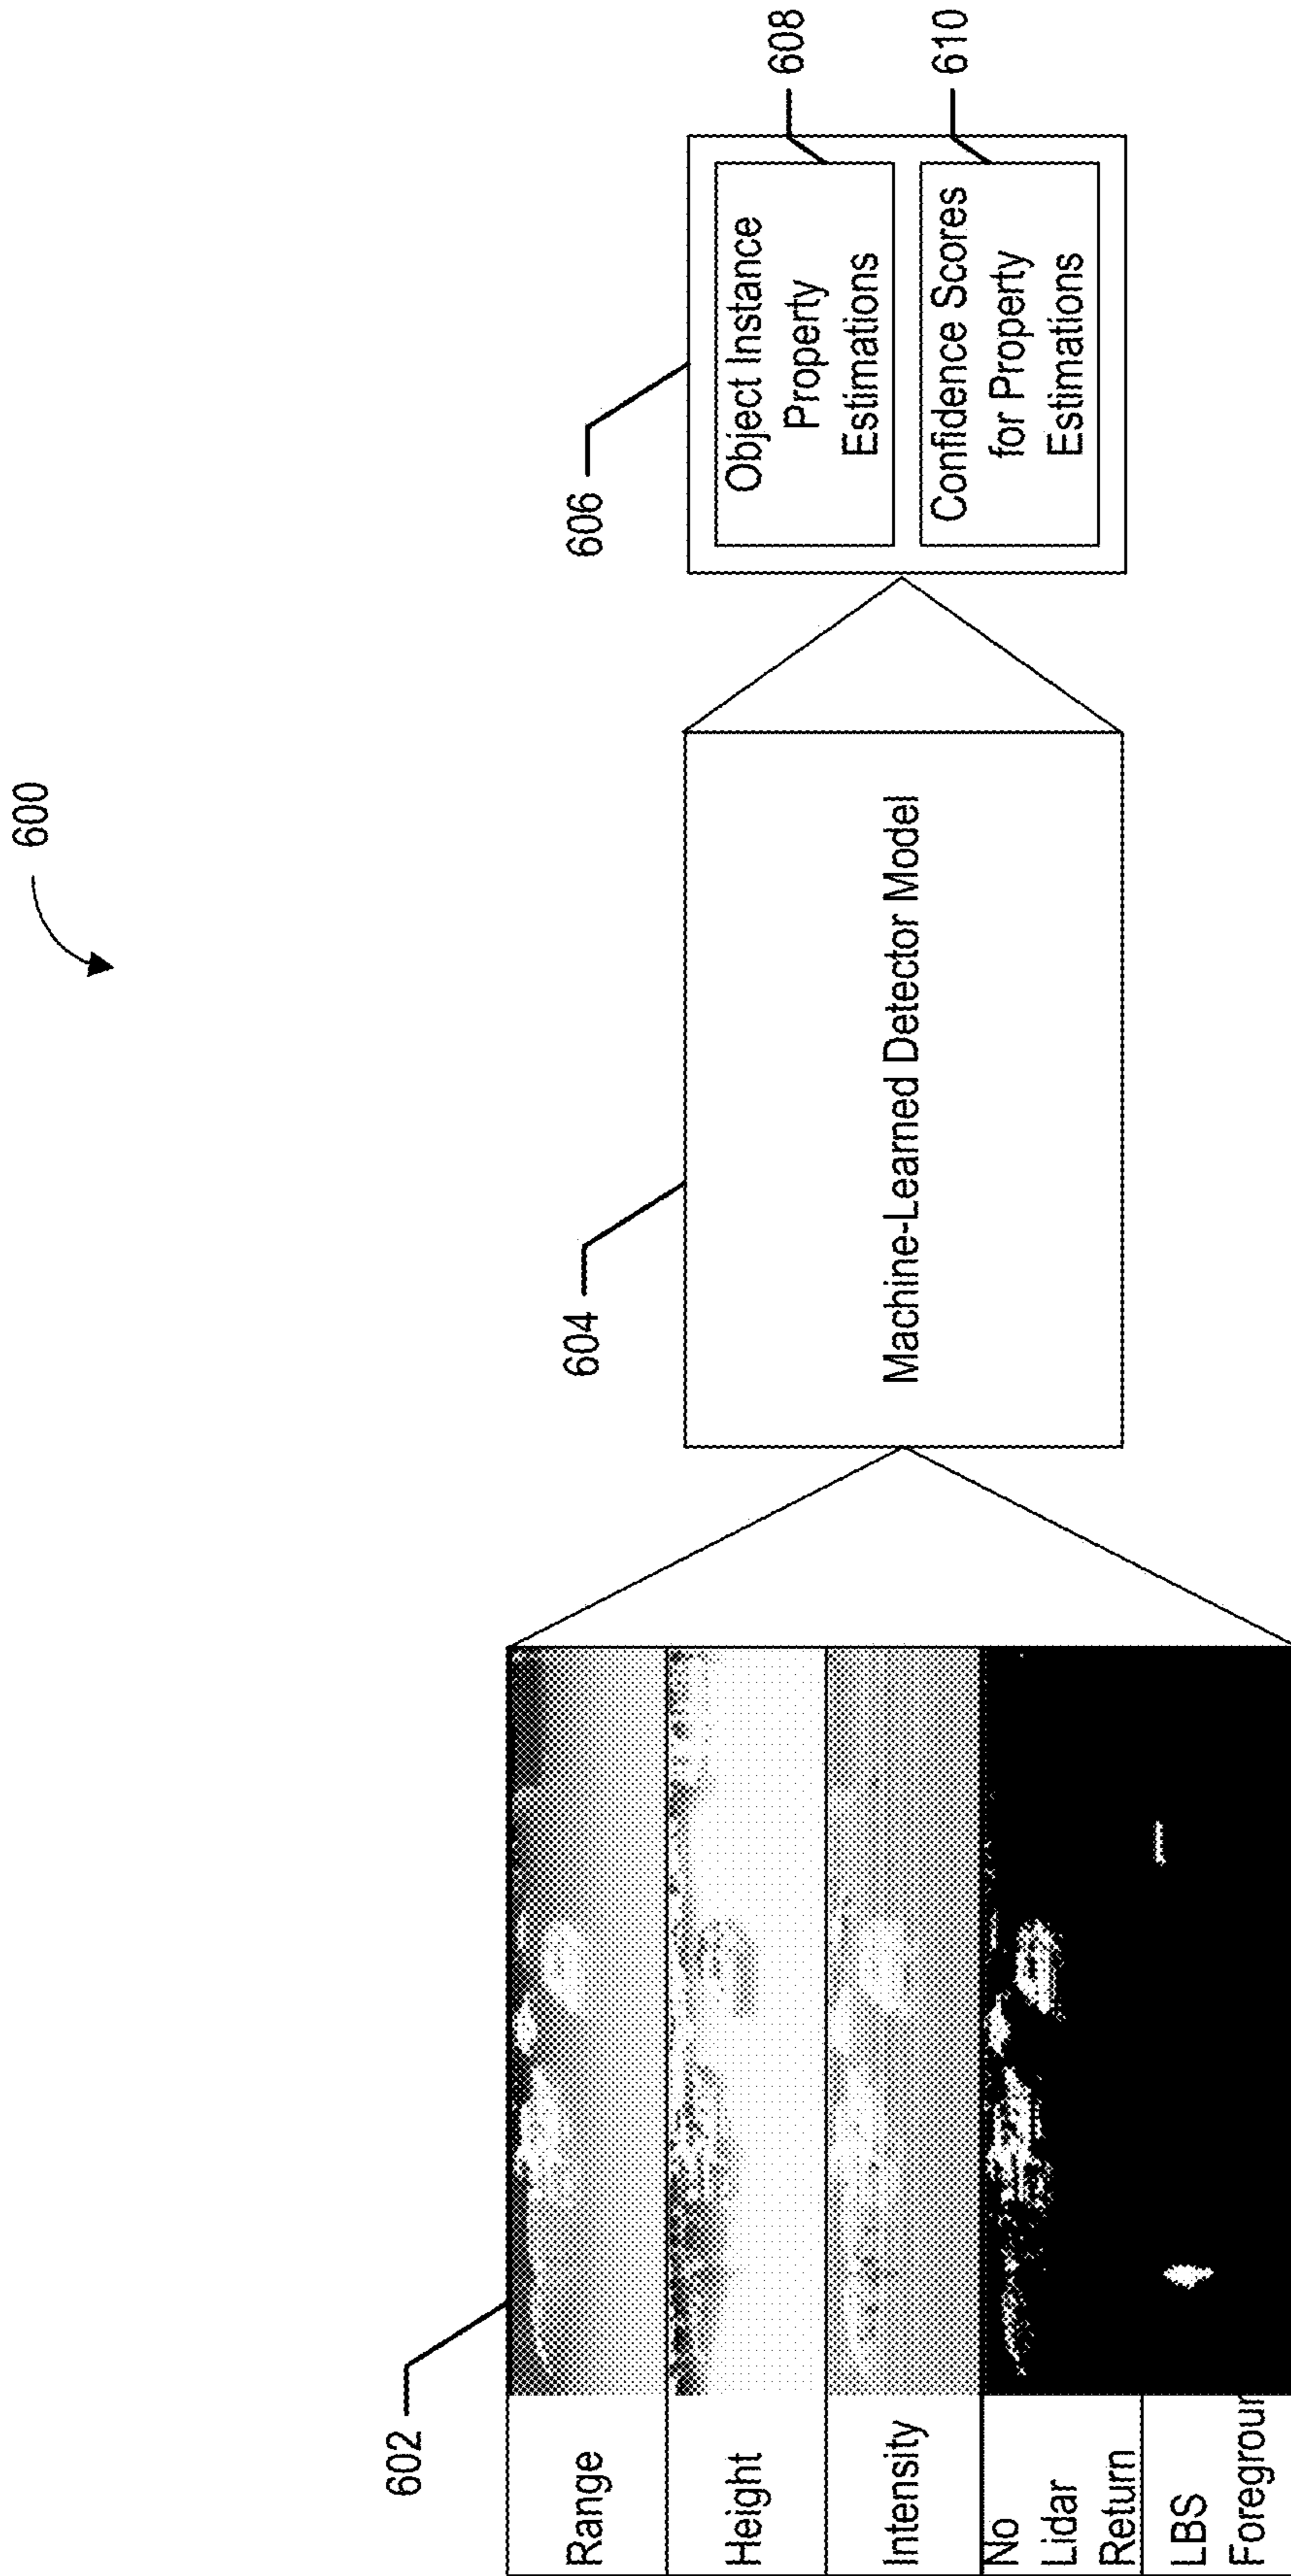 600
602
604
606
608
610
Range
Height
Intensity
No
Lidar
Return
LBS
Machine-Learned Detector Model
Object Instance
Property
Estimations
Confidence Scores
for Property
Estimations